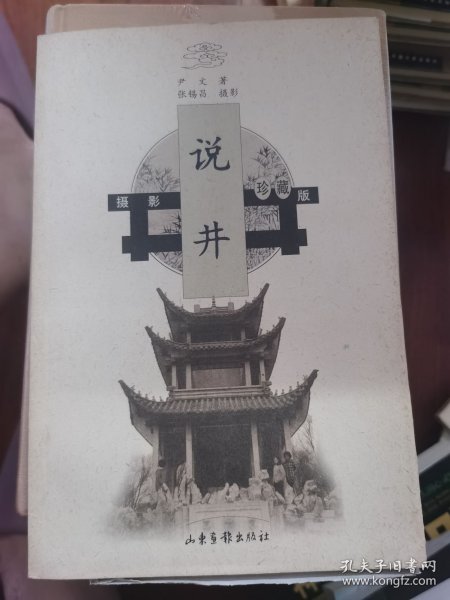 尹文 著
张锡昌 摄影
说井
摄影珍藏版
山东画报出版社
孔夫子旧书网
www.kongfz.com